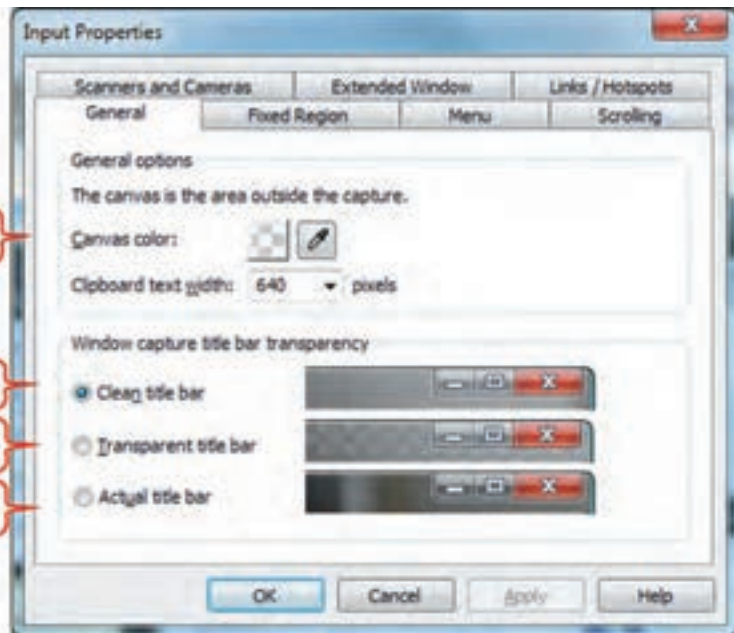 Input Properties
Scanners and Cameras Extended Window Links / Hotspots
General Fixed Region Menu Scrolling
General options
The canvas is the area outside the capture.
Canvas color:
Clipboard text width: 640 pixels
Window capture title bar transparency
Clean title bar
Transparent title bar
Actual title bar
OK Cancel Apply Help